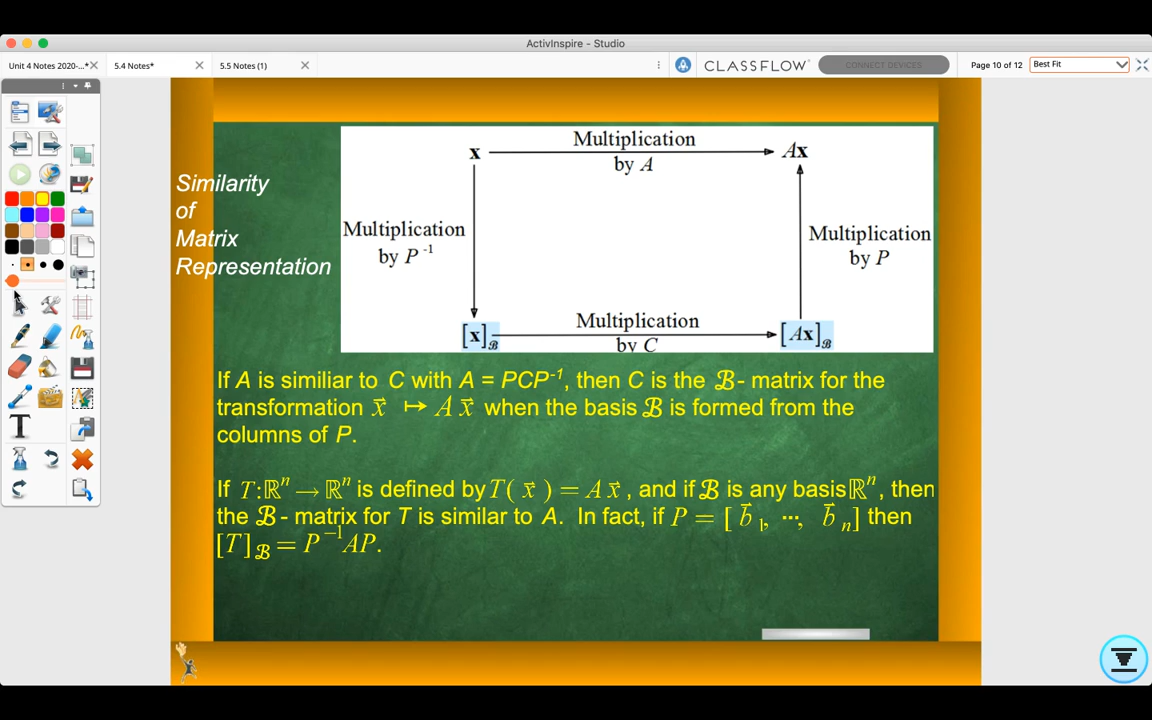 ActivInspire - Studio
Unit 4 Notes 2020-...*
5.4 Notes*
5.5 Notes (1)
CLASSFLOW
CONNECT DEVICES
Page 10 of 12
Best Fit
Similarity
of
Matrix
Representation
x
Multiplication
by A
Ax
Multiplication
by P⁻¹
Multiplication
by P
[x]ℬ
Multiplication
by C
[Ax]ℬ
If A is similiar to C with A = PCP⁻¹, then C is the ℬ - matrix for the
transformation x⃗ ↦ A x⃗ when the basis ℬ is formed from the
columns of P.
If T:ℝⁿ → ℝⁿ is defined by T( x⃗ ) = A x⃗ , and if ℬ is any basis ℝⁿ, then
the ℬ - matrix for T is similar to A. In fact, if P = [ b⃗ ₁, ···, b⃗ ₙ] then
[T]ℬ = P⁻¹AP.
T